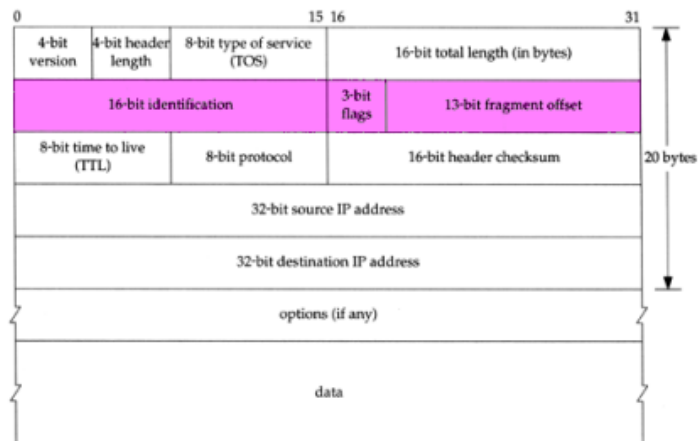 0 15 16 31
4-bit version
4-bit header length
8-bit type of service (TOS)
16-bit total length (in bytes)
16-bit identification
3-bit flags
13-bit fragment offset
8-bit time to live (TTL)
8-bit protocol
16-bit header checksum
20 bytes
32-bit source IP address
32-bit destination IP address
options (if any)
data